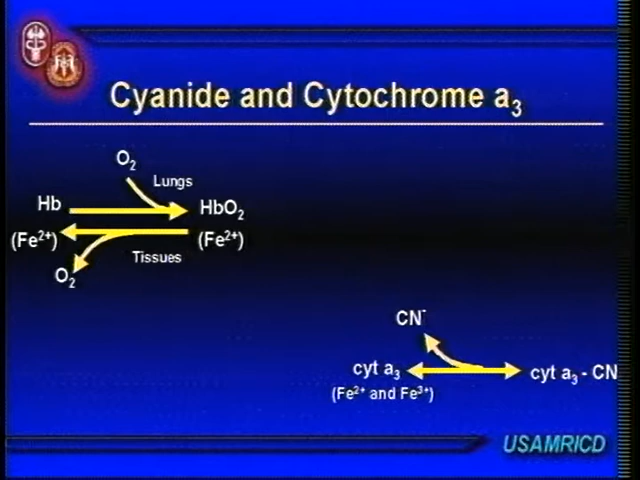 Cyanide and Cytochrome a₃
O₂
Lungs
Hb
HbO₂
(Fe²⁺)
(Fe²⁺)
Tissues
O₂
CN⁻
cyt a₃
cyt a₃ - CN
(Fe²⁺ and Fe³⁺)
USAMRICD